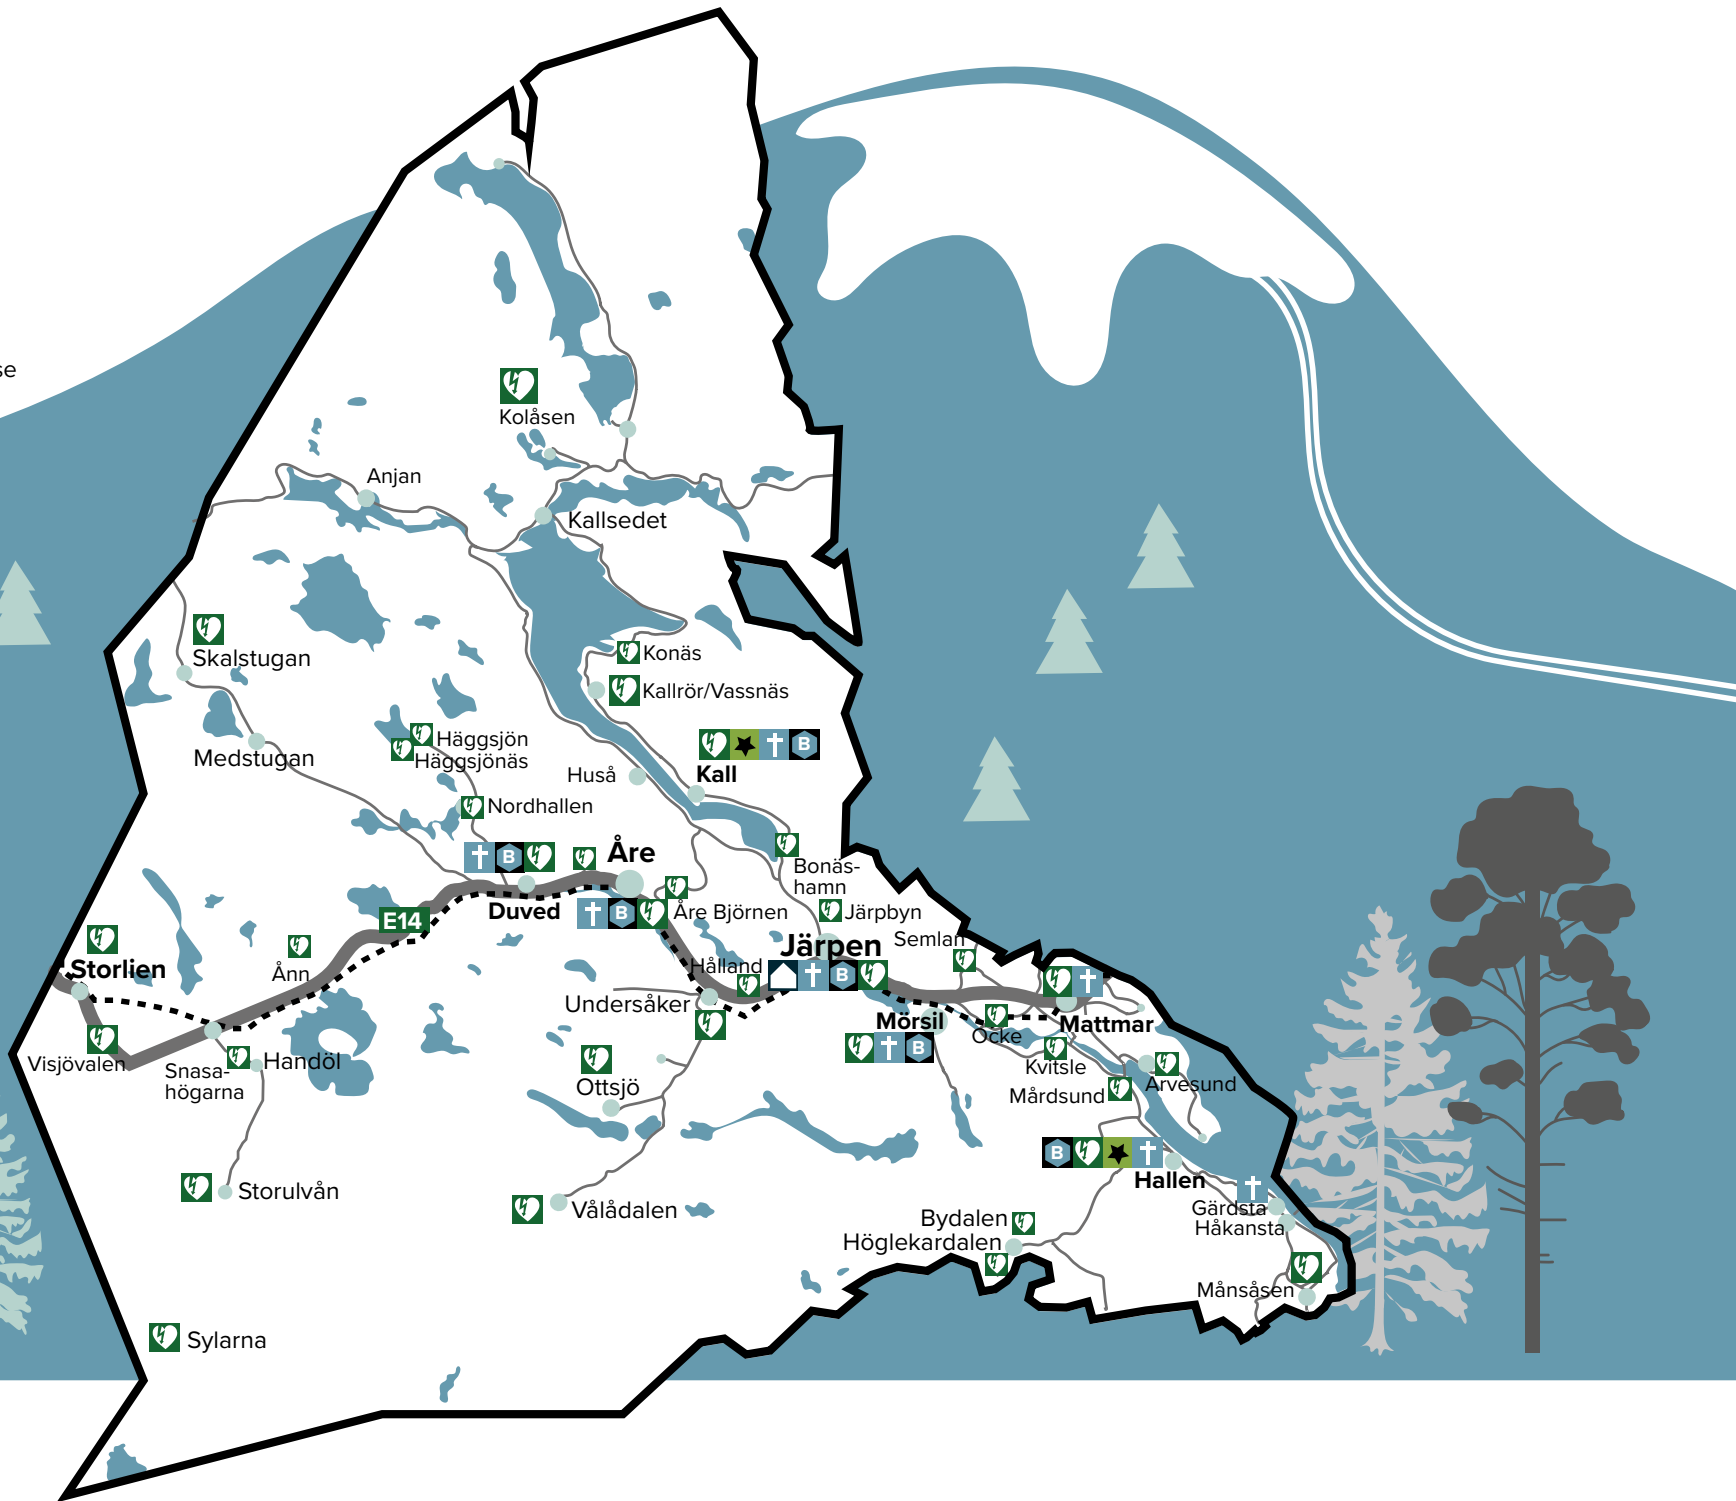 se
Kolåsen
Anjan
Kallsedet
Skalstugan
Konäs
Kallrör/Vassnäs
Häggsjön
Häggsjönäs
Medstugan
Huså
B
Kall
Nordhallen
B
Åre
Bonäs-
hamn
Duved
B
Åre Björnen
Järpbyn
E14
Semlan
Järpen
Storlien
Ånn
Hålland
B
Undersåker
Mörsil
Ocke
Mattmar
B
Visjövalen
Snasa-
högarna
Handöl
Kvitsle
Ottsjö
Mårdsund
Arvesund
B
Hallen
Storulvån
Vålådalen
Gärdsta
Håkansta
Bydalen
Höglekardalen
Månsåsen
Sylarna